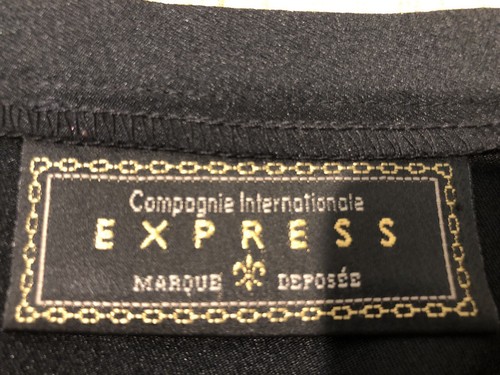 Compagnie Internationale
EXPRESS
MARQUE DEPOSÉE